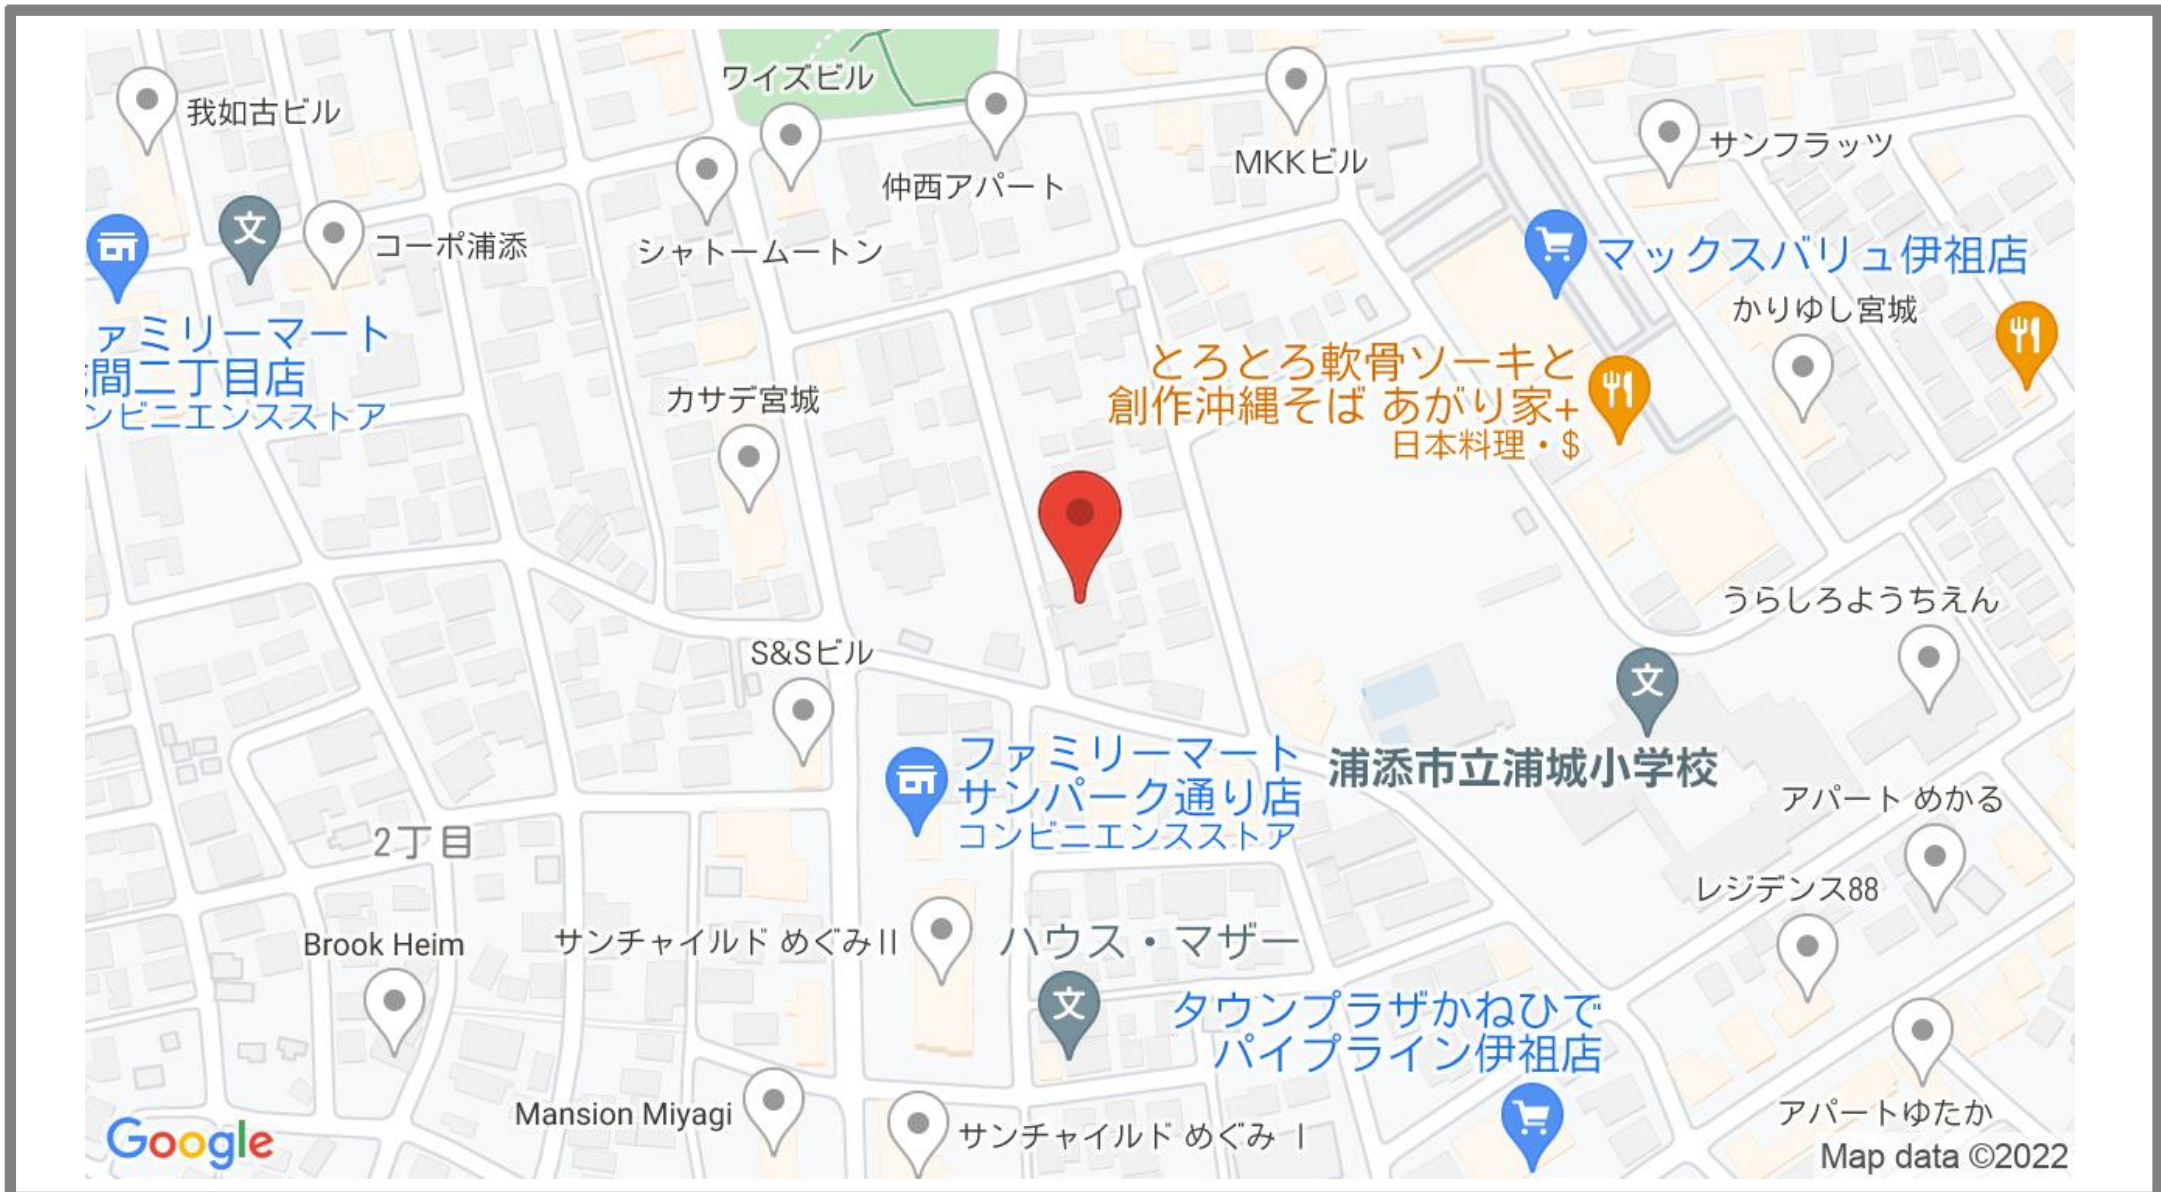 ワイズビル
我如古ビル
サンフラッツ
MKKビル
仲西アパート
コーポ浦添
シャトームートン
マックスバリュ伊祖店
かりゆし宮城
ァミリーマート
間二丁目店
ンビニエンスストア
とろとろ軟骨ソーキと
創作沖縄そば あがり家+
日本料理・$
カサデ宮城
うらしろようちえん
S&Sビル
ファミリーマート
サンパーク通り店
コンビニエンスストア
浦添市立浦城小学校
アパート めかる
2丁目
レジデンス88
Brook Heim
サンチャイルド めぐみII
ハウス・マザー
タウンプラザかねひで
パイプライン伊祖店
Mansion Miyagi
サンチャイルド めぐみ I
アパートゆたか
Google
Map data ©2022